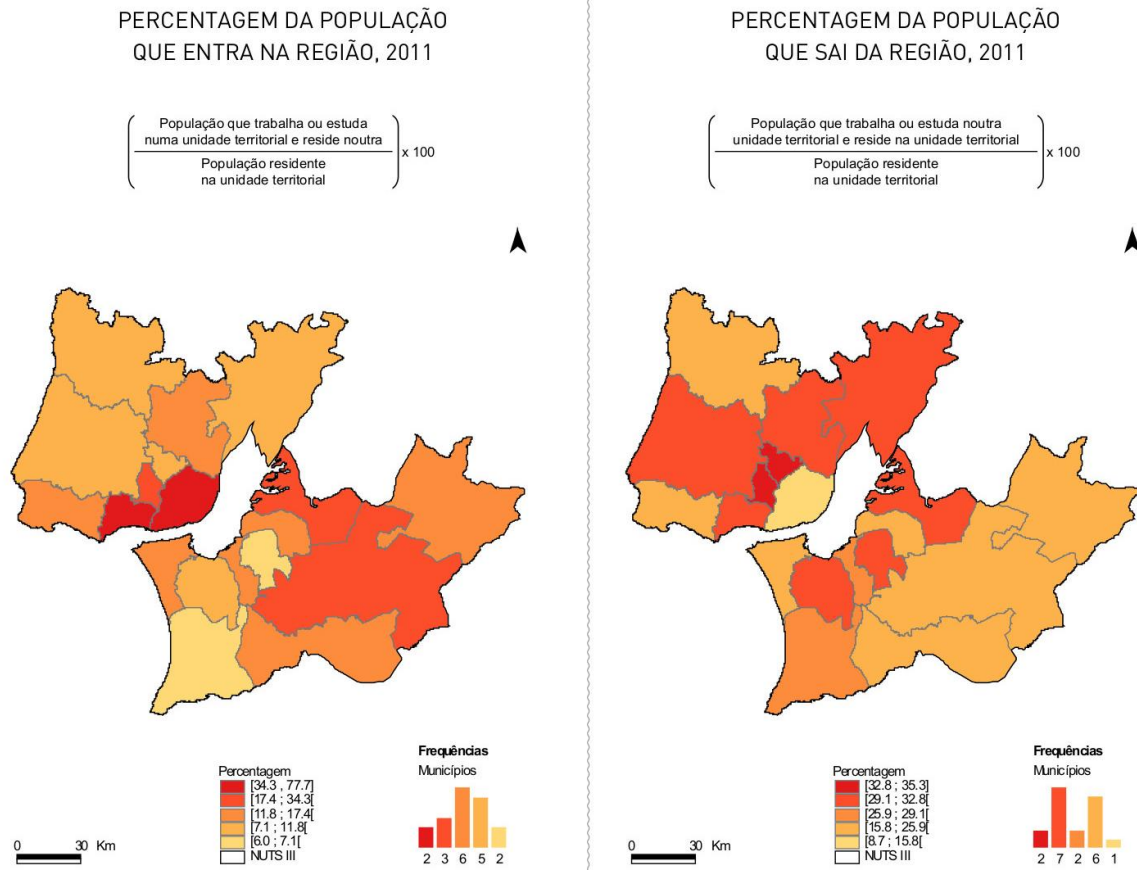 PERCENTAGEM DA POPULAÇÃO
QUE ENTRA NA REGIÃO, 2011
População que trabalha ou estuda
numa unidade territorial e reside noutra
x 100
População residente
na unidade territorial
Percentagem
[34.3 , 77.7]
[17.4 ; 34.3[
[11.8 ; 17.4[
[7.1 ; 11.8[
[6.0 ; 7.1[
NUTS III
Frequências
Municípios
2 3 6 5 2
0 30 Km
PERCENTAGEM DA POPULAÇÃO
QUE SAI DA REGIÃO, 2011
População que trabalha ou estuda noutra
unidade territorial e reside na unidade territorial
x 100
População residente
na unidade territorial
Percentagem
[32.8 ; 35.3]
[29.1 ; 32.8[
[25.9 ; 29.1[
[15.8 ; 25.9[
[8.7 ; 15.8[
NUTS III
Frequências
Municípios
2 7 2 6 1
0 30 Km